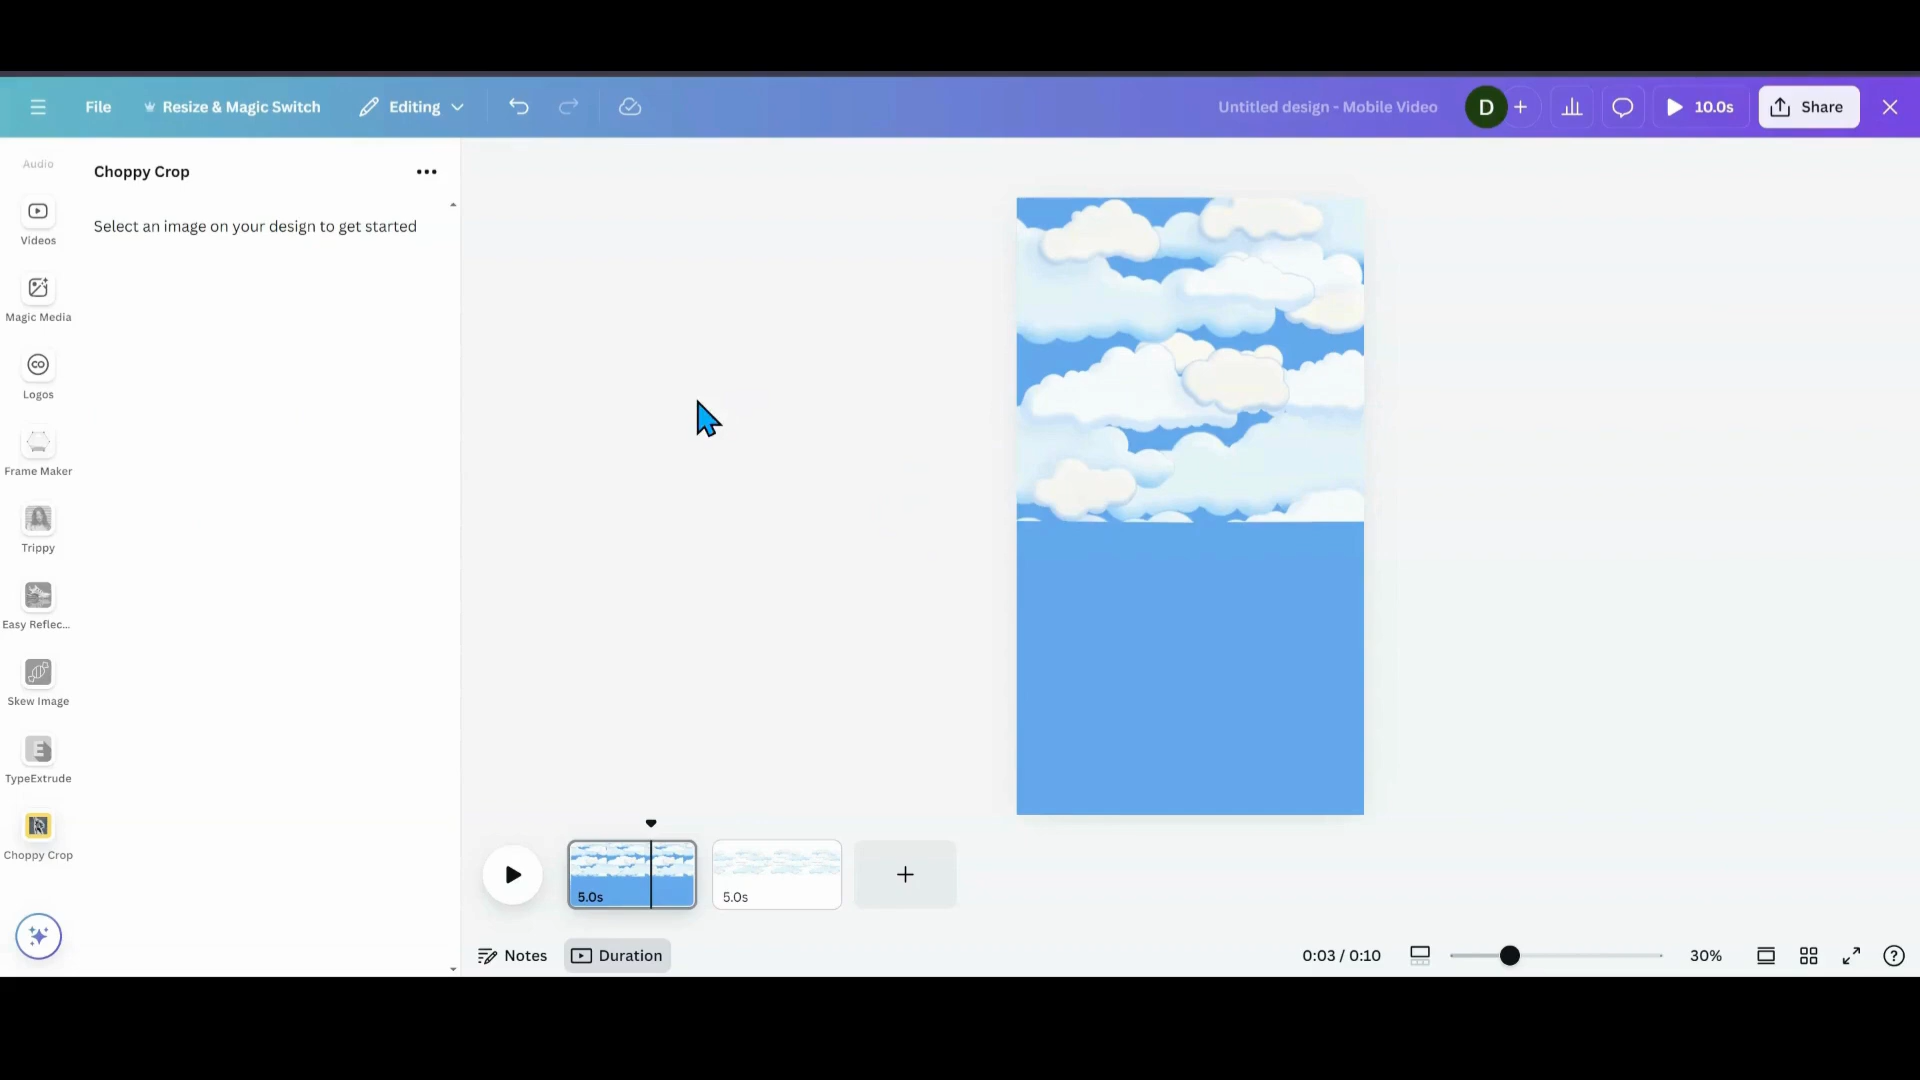 File
Resize & Magic Switch
Editing
Untitled design - Mobile Video
D
10.0s
Share
Audio
Choppy Crop
Select an image on your design to get started
Videos
Magic Media
CO
Logos
Frame Maker
Trippy
Easy Reflec...
Skew Image
E
TypeExtrude
Choppy Crop
5.0s
5.0s
Notes
Duration
0:03 / 0:10
30%